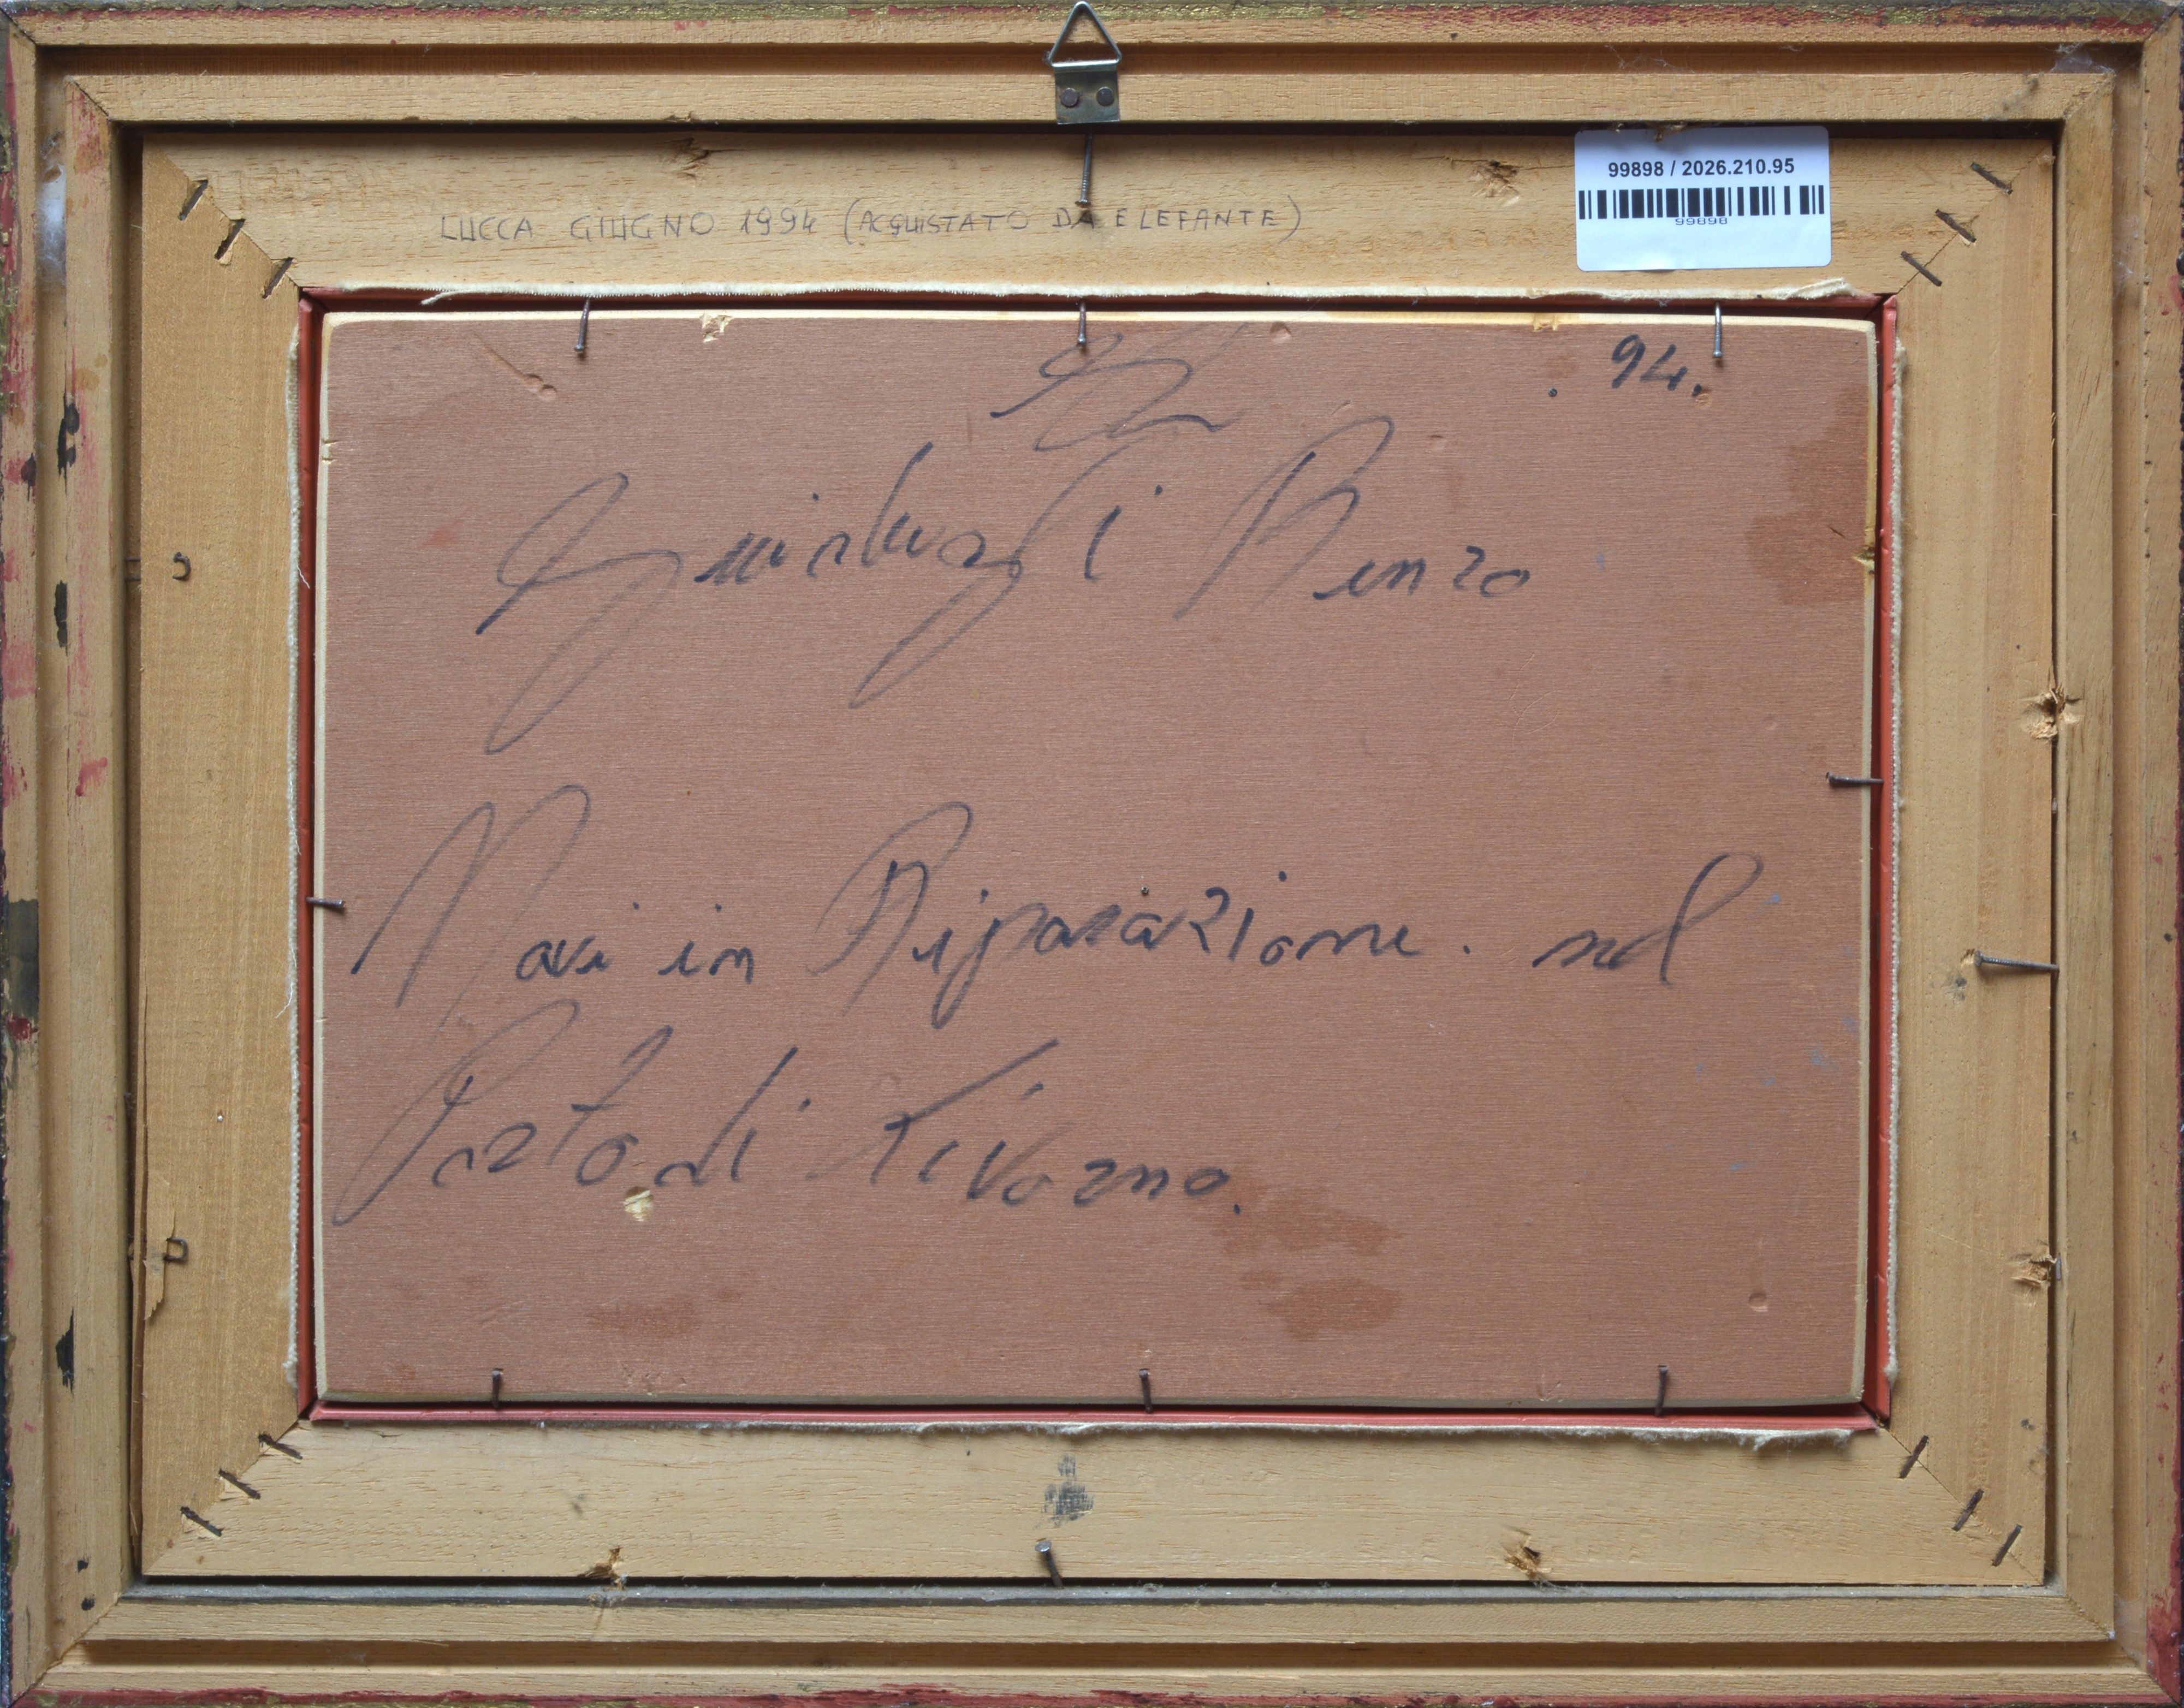 99898 / 2026.210.95
99898
LUCCA GIUGNO 1994 (ACQUISTATO DA ELEFANTE)
. 94.
Renzo
Navi in Riparazione . nel
Porto di Livorno.